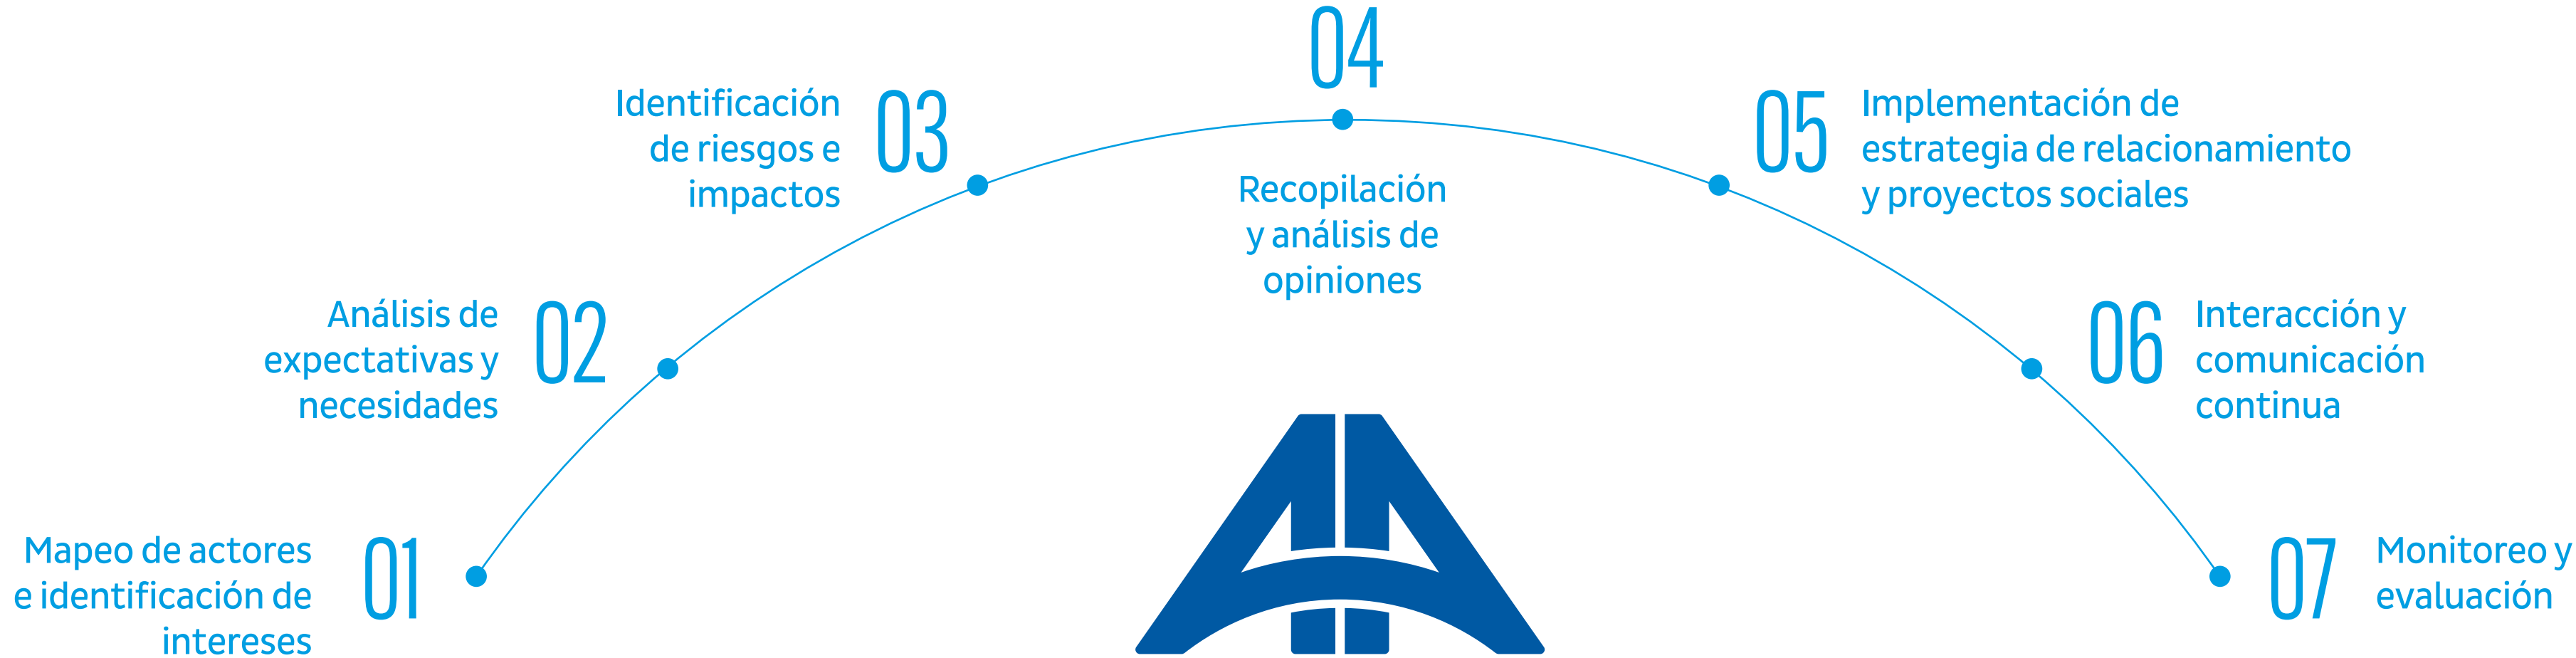 01
Mapeo de actores
e identificación de
intereses
02
Análisis de
expectativas y
necesidades
03
Identificación
de riesgos e
impactos
04
Recopilación
y análisis de
opiniones
05
Implementación de
estrategia de relacionamiento
y proyectos sociales
06
Interacción y
comunicación
continua
07
Monitoreo y
evaluación